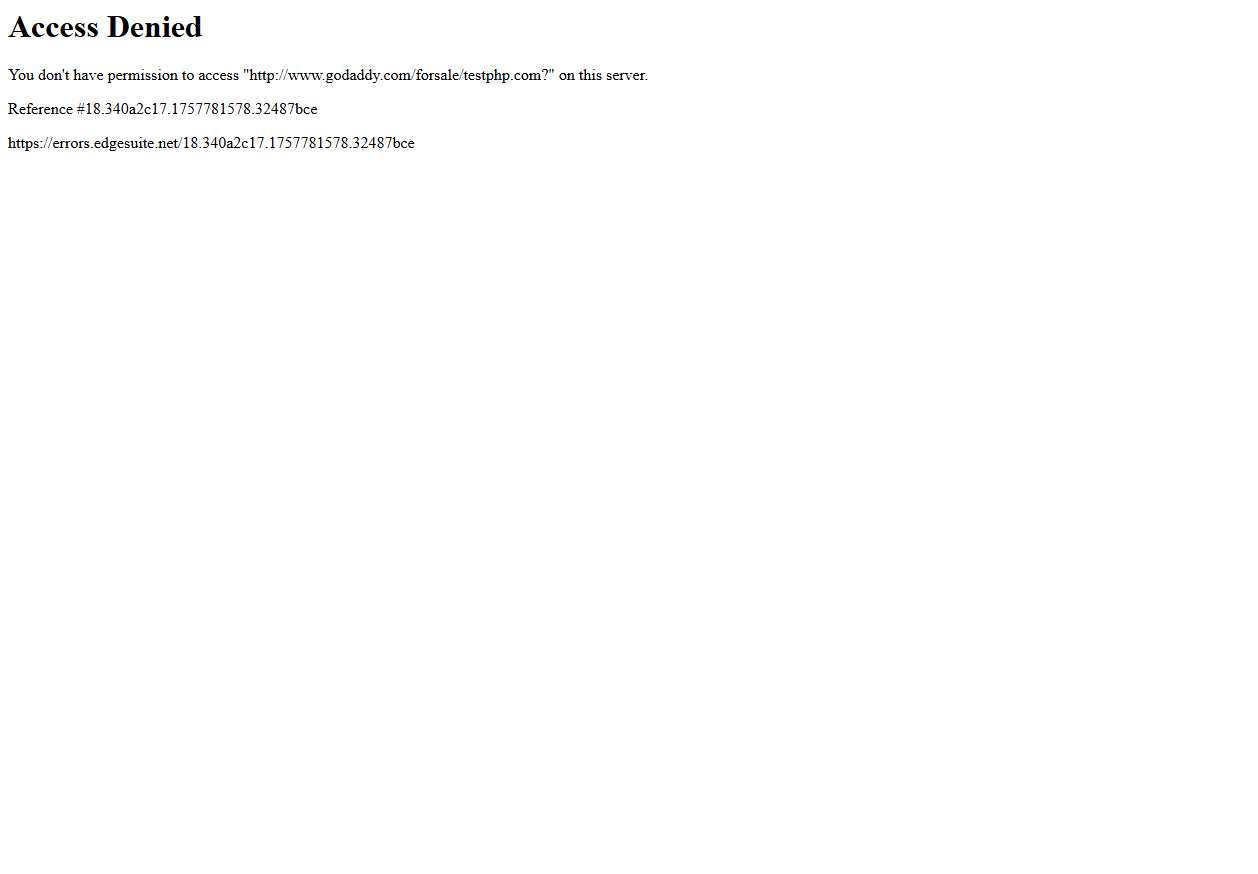 Access Denied
You don't have permission to access "http://www.godaddy.com/forsale/testphp.com?" on this server.
Reference #18.340a2c17.1757781578.32487bce
https://errors.edgesuite.net/18.340a2c17.1757781578.32487bce